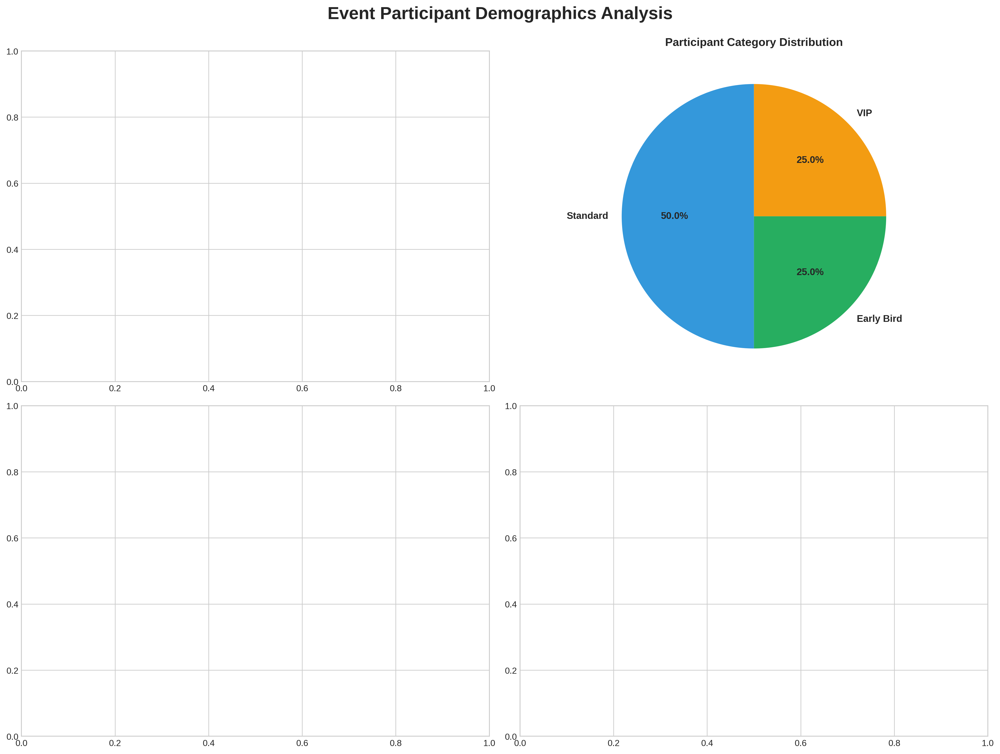 Event Participant Demographics Analysis
1.0
0.8
0.6
0.4
0.2
0.0
0.0 0.2 0.4 0.6 0.8 1.0
Participant Category Distribution
VIP
25.0%
Standard
50.0%
25.0%
Early Bird
1.0
0.8
0.6
0.4
0.2
0.0
0.0 0.2 0.4 0.6 0.8 1.0
1.0
0.8
0.6
0.4
0.2
0.0
0.0 0.2 0.4 0.6 0.8 1.0